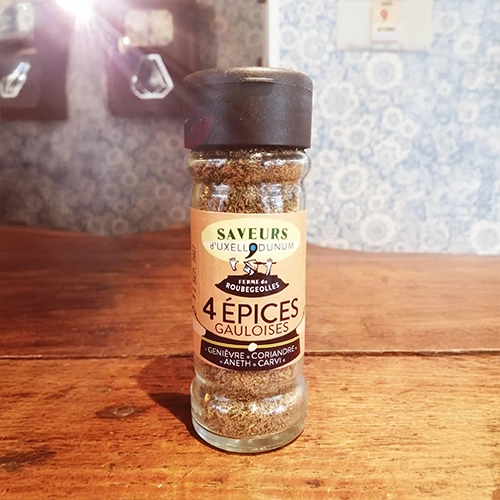 SAVEURS
d'UXELLODUNUM
FERME de
ROUBEGEOLLES
4 ÉPICES
GAULOISES
GENIÈVRE • CORIANDRE
ANETH • CARVI